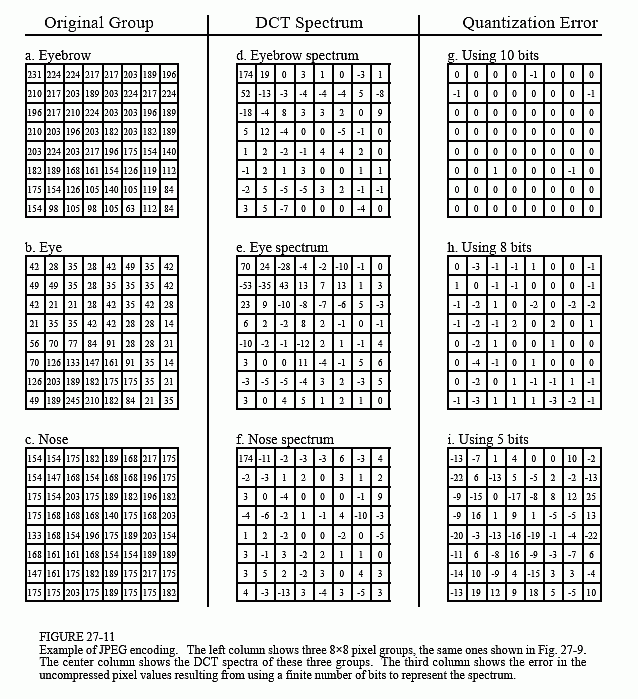 Original Group DCT Spectrum Quantization Error
a. Eyebrow
231 224 224 217 217 203 189 196
210 217 203 189 203 224 217 224
196 217 210 224 203 203 196 189
210 203 196 203 182 203 182 189
203 224 203 217 196 175 154 140
182 189 168 161 154 126 119 112
175 154 126 105 140 105 119 84
154 98 105 98 105 63 112 84
b. Eye
42 28 35 28 42 49 35 42
49 49 35 28 35 35 35 42
42 21 21 28 42 35 42 28
21 35 35 42 42 28 28 14
56 70 77 84 91 28 28 21
70 126 133 147 161 91 35 14
126 203 189 182 175 175 35 21
49 189 245 210 182 84 21 35
c. Nose
154 154 175 182 189 168 217 175
154 147 168 154 168 168 196 175
175 154 203 175 189 182 196 182
175 168 168 168 140 175 168 203
133 168 154 196 175 189 203 154
168 161 161 168 154 154 189 189
147 161 175 182 189 175 217 175
175 175 203 175 189 175 175 182
d. Eyebrow spectrum
174 19 0 3 1 0 -3 1
52 -13 -3 -4 -4 -4 5 -8
-18 -4 8 3 3 2 0 9
5 12 -4 0 0 -5 -1 0
1 2 -2 -1 4 4 2 0
-1 2 1 3 0 0 1 1
-2 5 -5 -5 3 2 -1 -1
3 5 -7 0 0 0 -4 0
e. Eye spectrum
70 24 -28 -4 -2 -10 -1 0
-53 -35 43 13 7 13 1 3
23 9 -10 -8 -7 -6 5 -3
6 2 -2 8 2 -1 0 -1
-10 -2 -1 -12 2 1 -1 4
3 0 0 11 -4 -1 5 6
-3 -5 -5 -4 3 2 -3 5
3 0 4 5 1 2 1 0
f. Nose spectrum
174 -11 -2 -3 -3 6 -3 4
-2 -3 1 2 0 3 1 2
3 0 -4 0 0 0 -1 9
-4 -6 -2 1 -1 4 -10 -3
1 2 -2 0 0 -2 0 -5
3 -1 3 -2 2 1 1 0
3 5 2 -2 3 0 4 3
4 -3 -13 3 -4 3 -5 3
g. Using 10 bits
0 0 0 0 -1 0 0 0
-1 0 0 0 0 0 0 -1
0 0 0 0 0 0 0 0
0 0 0 0 0 0 0 0
0 0 0 0 0 0 0 0
0 0 1 0 0 0 -1 0
0 0 0 0 0 0 0 0
0 0 0 0 0 0 0 0
h. Using 8 bits
0 -3 -1 -1 1 0 0 -1
1 0 -1 -1 0 0 0 -1
-1 -2 1 0 -2 0 -2 -2
-1 -2 -1 2 0 2 0 1
0 -2 1 0 0 1 0 0
0 -4 -1 0 1 0 0 0
0 -2 0 1 -1 -1 1 -1
-1 -3 1 1 1 -3 -2 -1
i. Using 5 bits
-13 -7 1 4 0 0 10 -2
-22 6 -13 5 -5 2 -2 -13
-9 -15 0 -17 -8 8 12 25
-9 16 1 9 1 -5 -5 13
-20 -3 -13 -16 -19 -1 -4 -22
-11 6 -8 16 -9 -3 -7 6
-14 10 -9 4 -15 3 3 -4
-13 19 12 9 18 5 -5 10
FIGURE 27-11
Example of JPEG encoding. The left column shows three 8×8 pixel groups, the same ones shown in Fig. 27-9.
The center column shows the DCT spectra of these three groups. The third column shows the error in the
uncompressed pixel values resulting from using a finite number of bits to represent the spectrum.